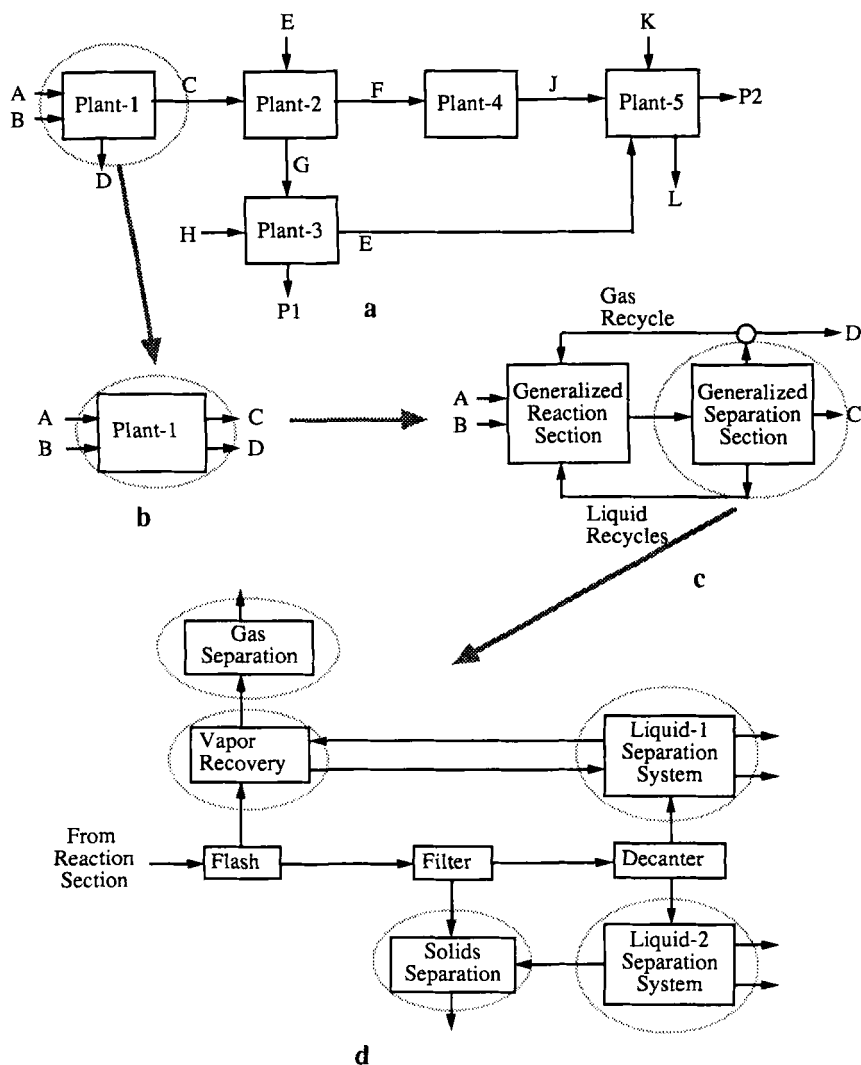 E
K
A
B
Plant-1
C
Plant-2
F
Plant-4
J
Plant-5
P2
D
G
L
H
Plant-3
E
P1
a
Gas
Recycle
D
A
B
Generalized
Reaction
Section
Generalized
Separation
Section
C
Liquid
Recycles
c
A
B
Plant-1
C
D
b
Gas
Separation
Vapor
Recovery
Liquid-1
Separation
System
From
Reaction
Section
Flash
Filter
Decanter
Solids
Separation
Liquid-2
Separation
System
d